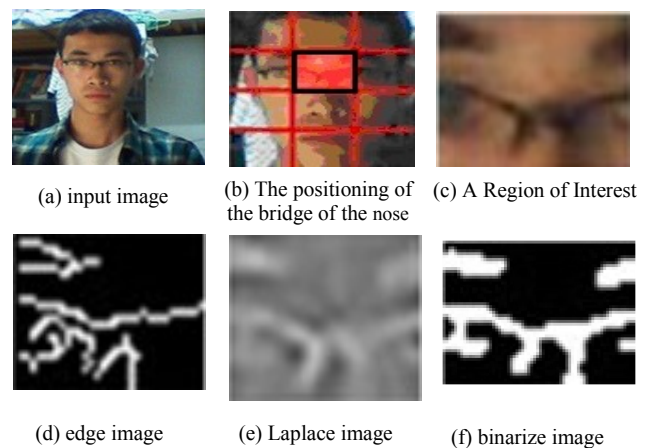 (a) input image
(b) The positioning of
the bridge of the nose
(c) A Region of Interest
(d) edge image
(e) Laplace image
(f) binarize image